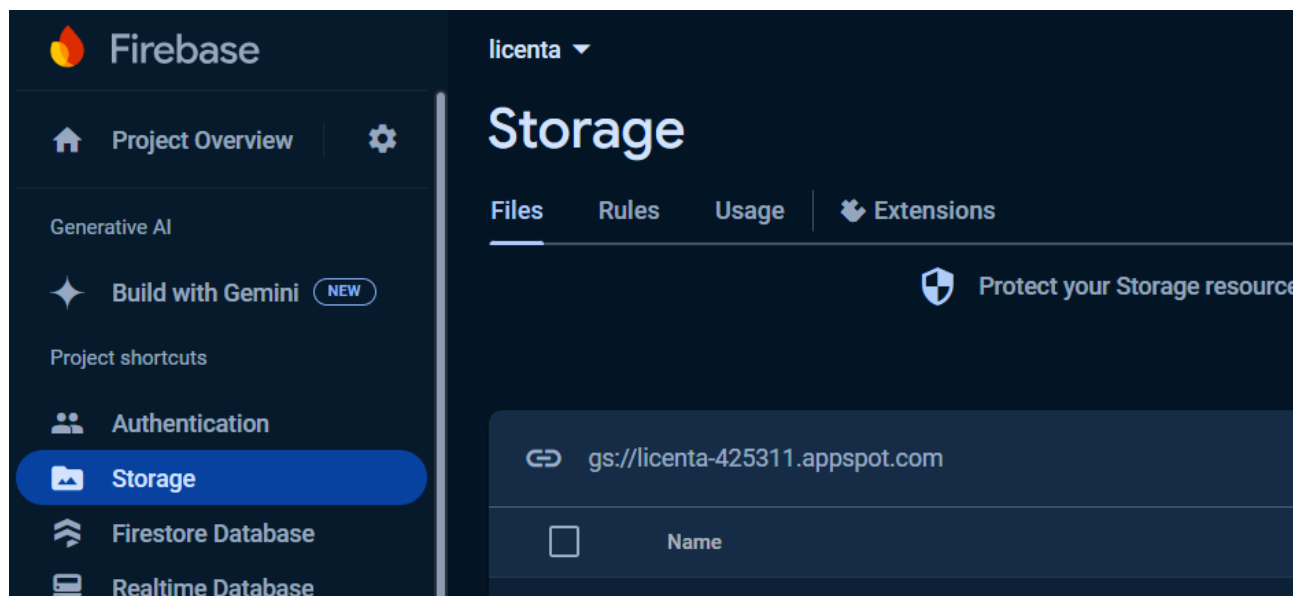 Firebase
Project Overview
Generative AI
Build with Gemini NEW
Project shortcuts
Authentication
Storage
Firestore Database
Realtime Database
licenta
Storage
Files Rules Usage Extensions
Protect your Storage resource
gs://licenta-425311.appspot.com
Name